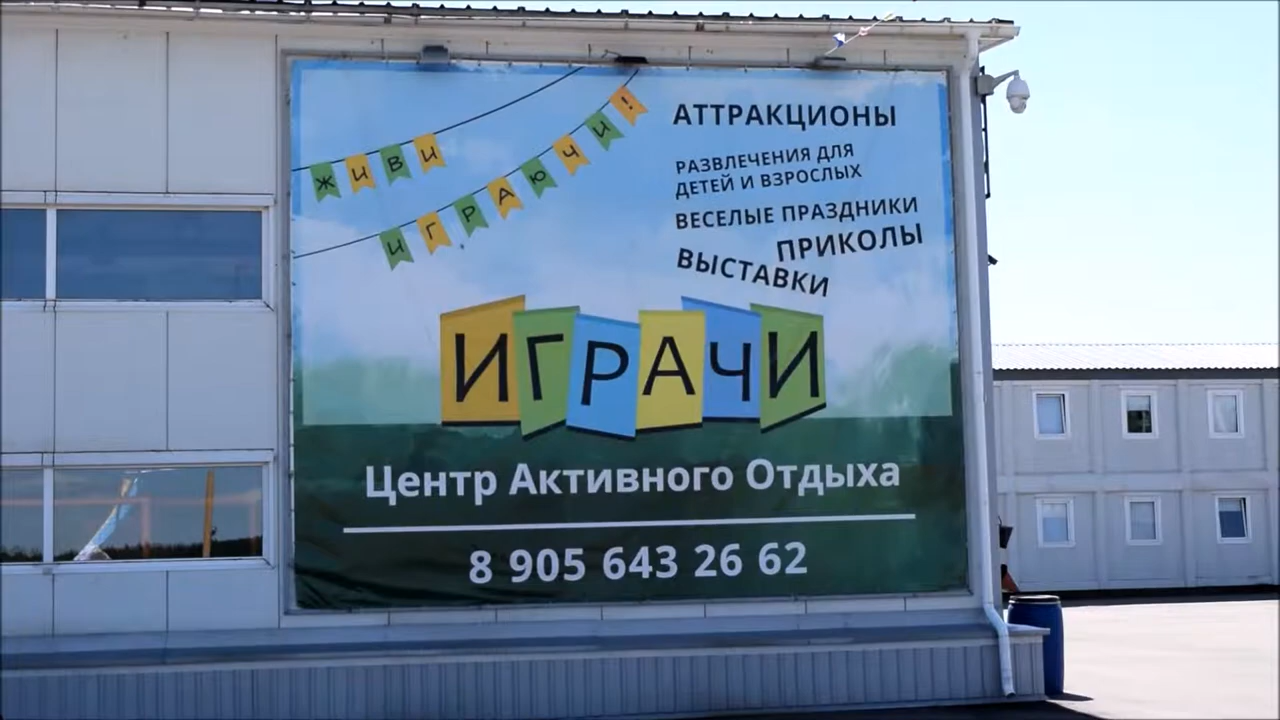 ЖИВИ
ИГРАЮЧИ!
АТТРАКЦИОНЫ
РАЗВЛЕЧЕНИЯ ДЛЯ
ДЕТЕЙ И ВЗРОСЛЫХ
ВЕСЕЛЫЕ ПРАЗДНИКИ
ПРИКОЛЫ
ВЫСТАВКИ
ИГРАЧИ
Центр Активного Отдыха
8 905 643 26 62